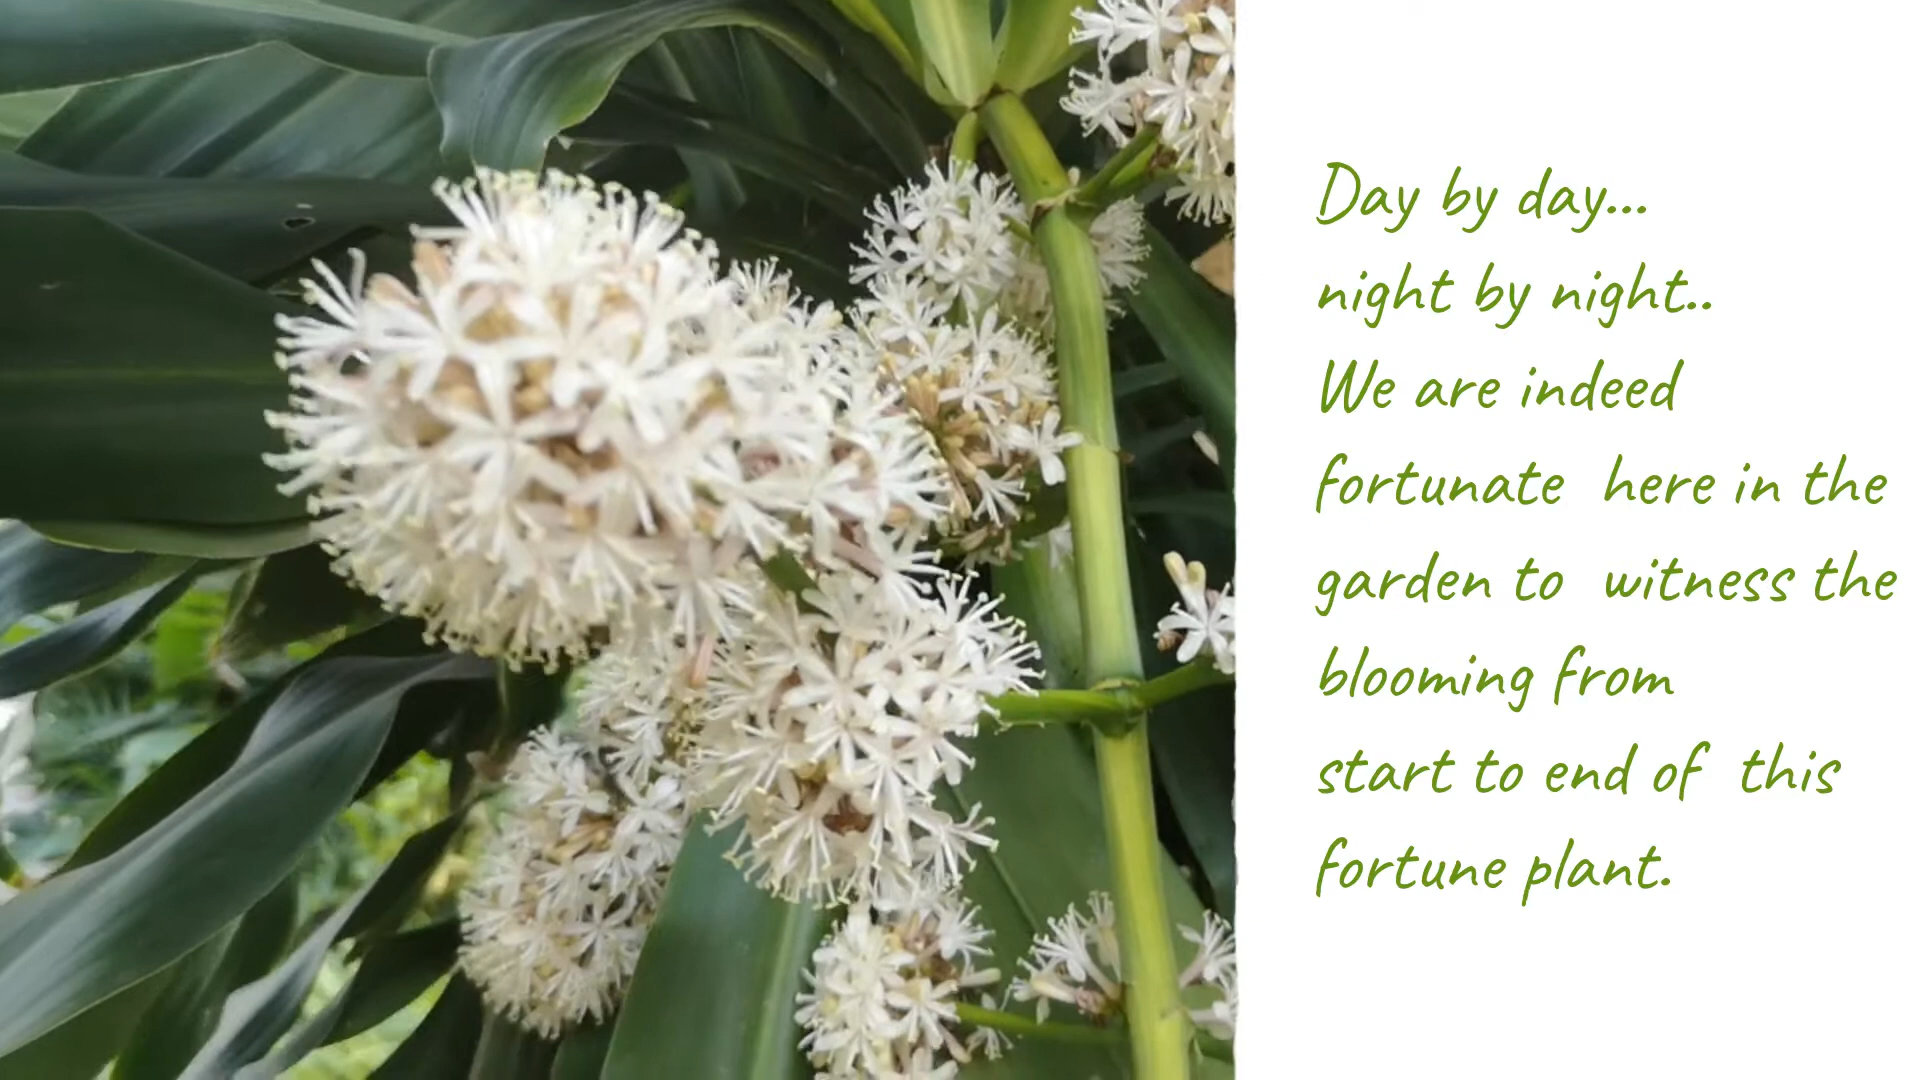 Day by day...
night by night..
We are indeed
fortunate  here in the
garden to  witness the
blooming from
start to end of  this
fortune plant.